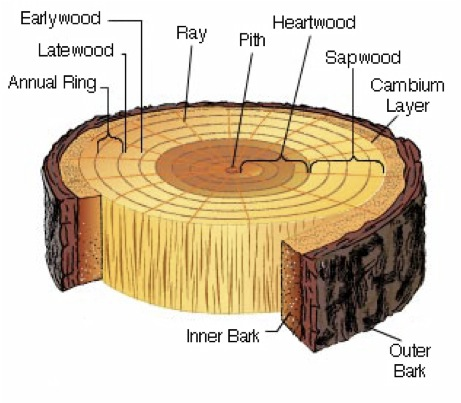 Earlywood
Latewood
Annual Ring
Ray
Pith
Heartwood
Sapwood
Cambium
Layer
Inner Bark
Outer
Bark